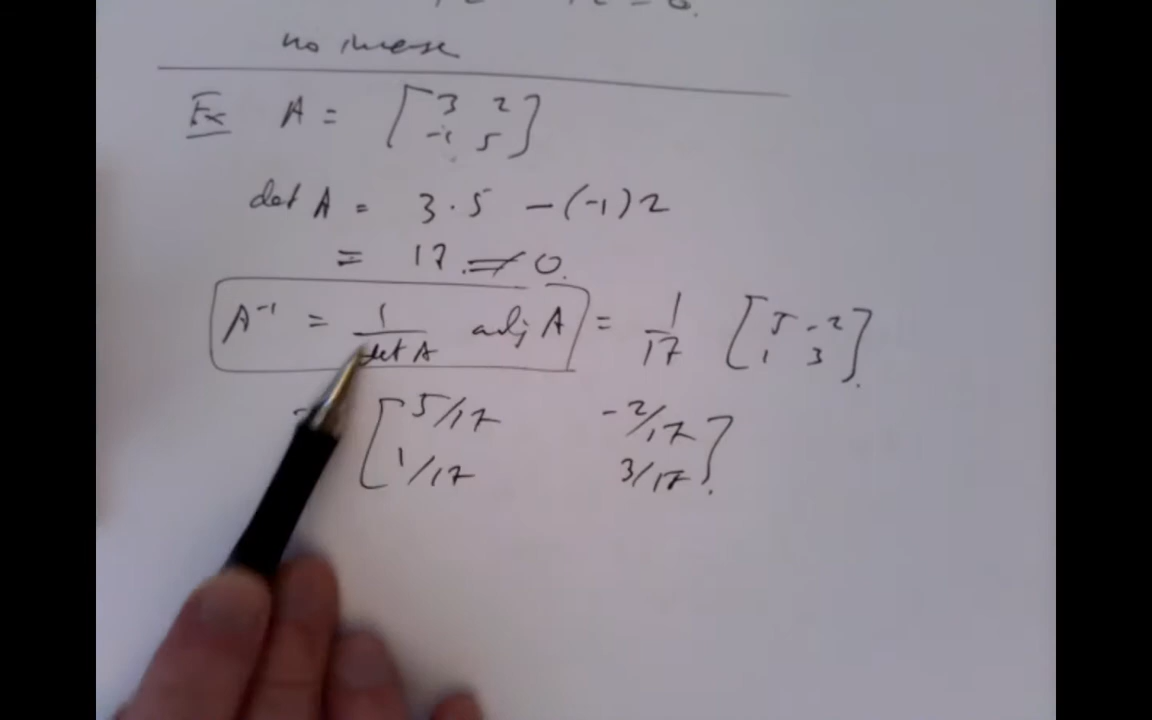 no inverse
Ex A = [ 3 2
-1 5 ]
det A = 3 · 5 - (-1) 2
= 17 ≠ 0.
A⁻¹ = 1/det A adj A = 1/17 [ 5 -2
1 3 ].
= [ 5/17 -2/17
1/17 3/17 ].